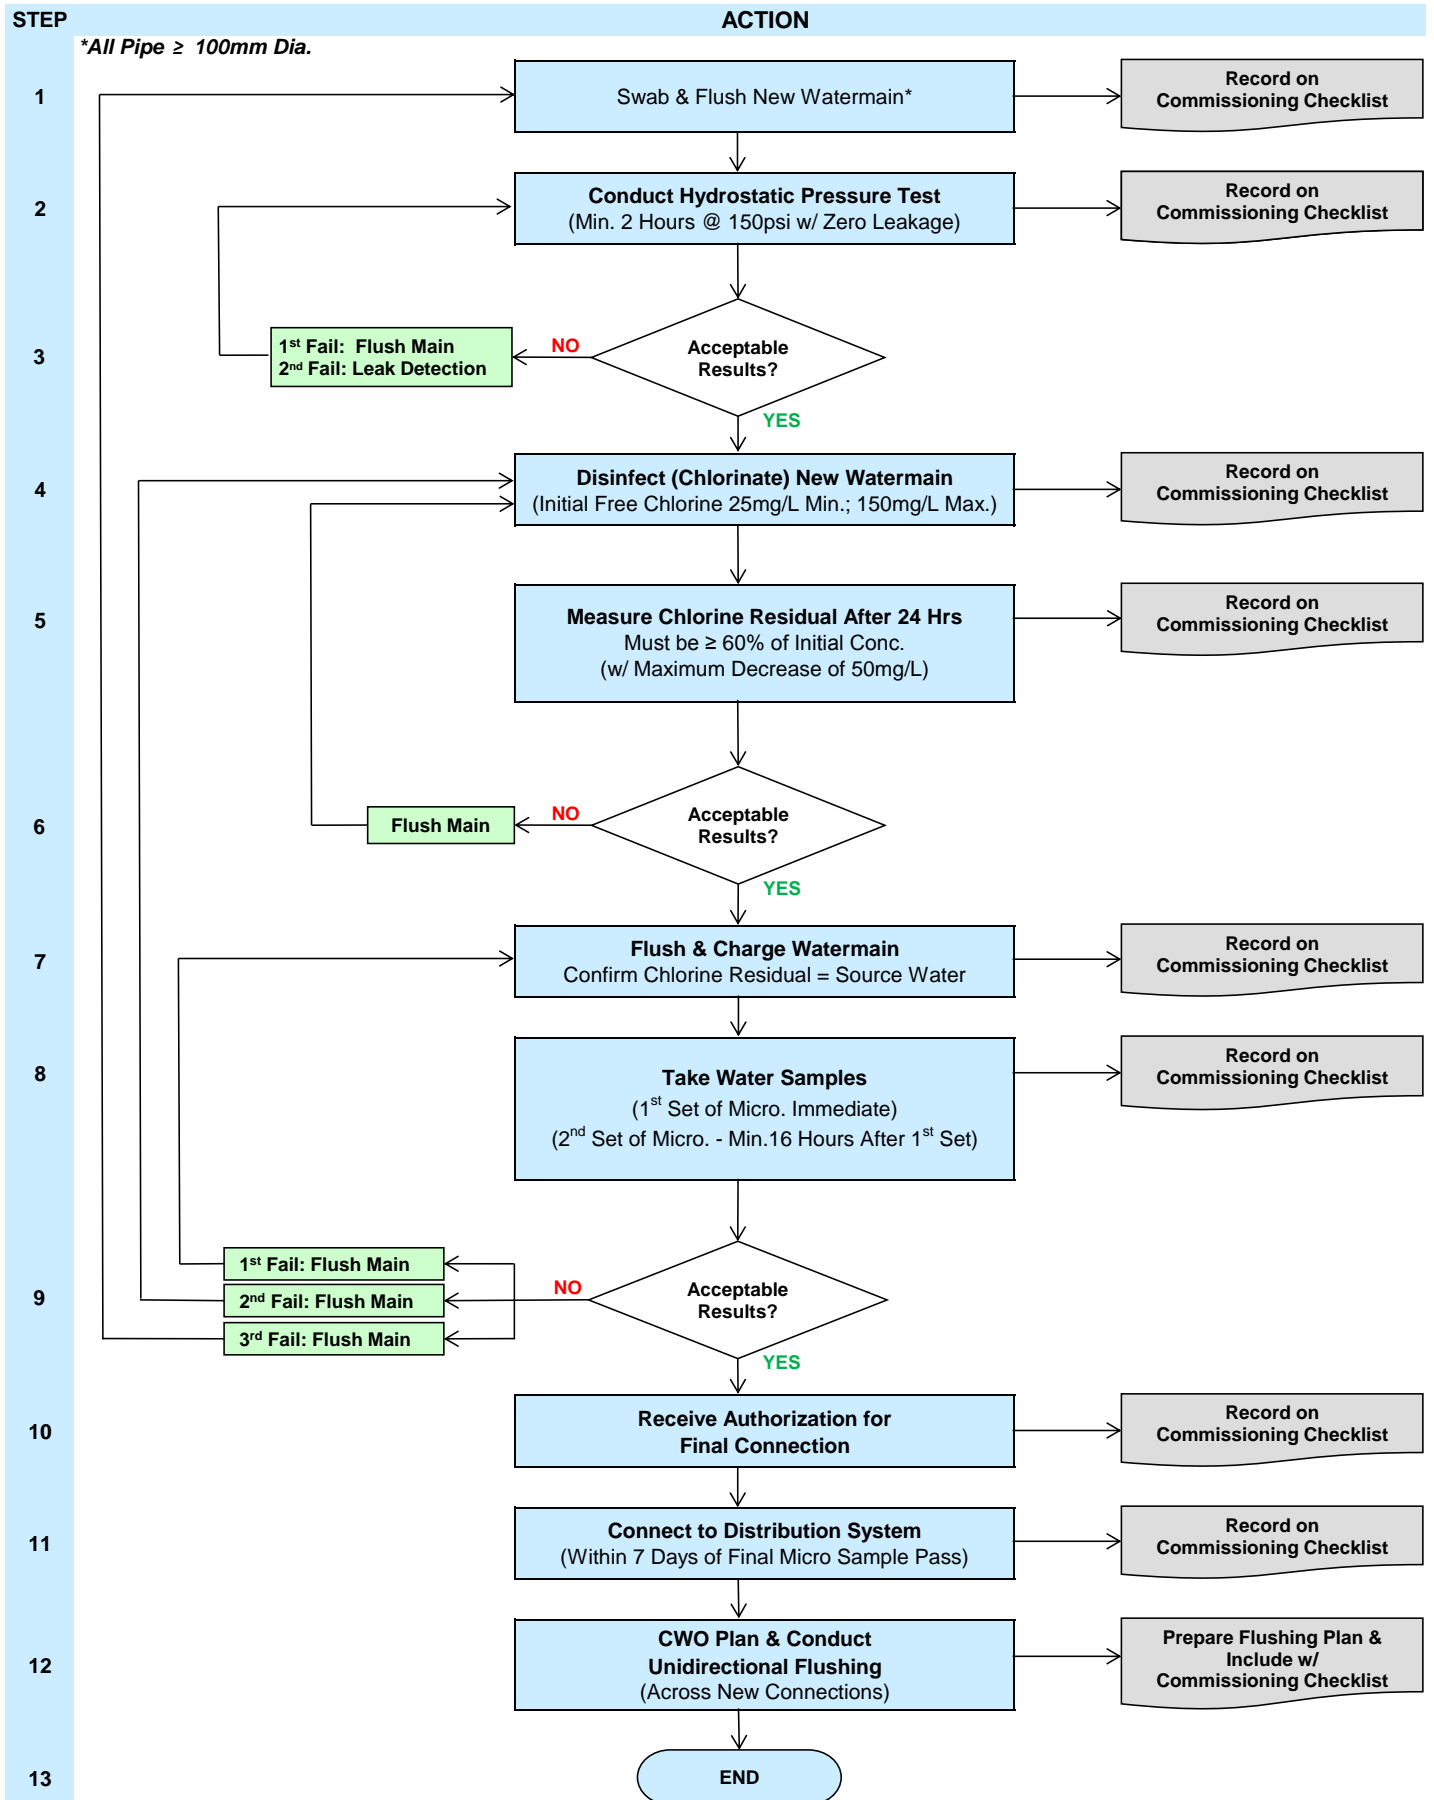 STEP
ACTION
*All Pipe ≥ 100mm Dia.
1
Swab & Flush New Watermain*
Record on
Commissioning Checklist
2
Conduct Hydrostatic Pressure Test
(Min. 2 Hours @ 150psi w/ Zero Leakage)
Record on
Commissioning Checklist
3
1st Fail: Flush Main
2nd Fail: Leak Detection
NO
Acceptable
Results?
YES
4
Disinfect (Chlorinate) New Watermain
(Initial Free Chlorine 25mg/L Min.; 150mg/L Max.)
Record on
Commissioning Checklist
5
Measure Chlorine Residual After 24 Hrs
Must be ≥ 60% of Initial Conc.
(w/ Maximum Decrease of 50mg/L)
Record on
Commissioning Checklist
6
Flush Main
NO
Acceptable
Results?
YES
7
Flush & Charge Watermain
Confirm Chlorine Residual = Source Water
Record on
Commissioning Checklist
8
Take Water Samples
(1st Set of Micro. Immediate)
(2nd Set of Micro. - Min.16 Hours After 1st Set)
Record on
Commissioning Checklist
9
1st Fail: Flush Main
2nd Fail: Flush Main
3rd Fail: Flush Main
NO
Acceptable
Results?
YES
10
Receive Authorization for
Final Connection
Record on
Commissioning Checklist
11
Connect to Distribution System
(Within 7 Days of Final Micro Sample Pass)
Record on
Commissioning Checklist
12
CWO Plan & Conduct
Unidirectional Flushing
(Across New Connections)
Prepare Flushing Plan &
Include w/
Commissioning Checklist
13
END